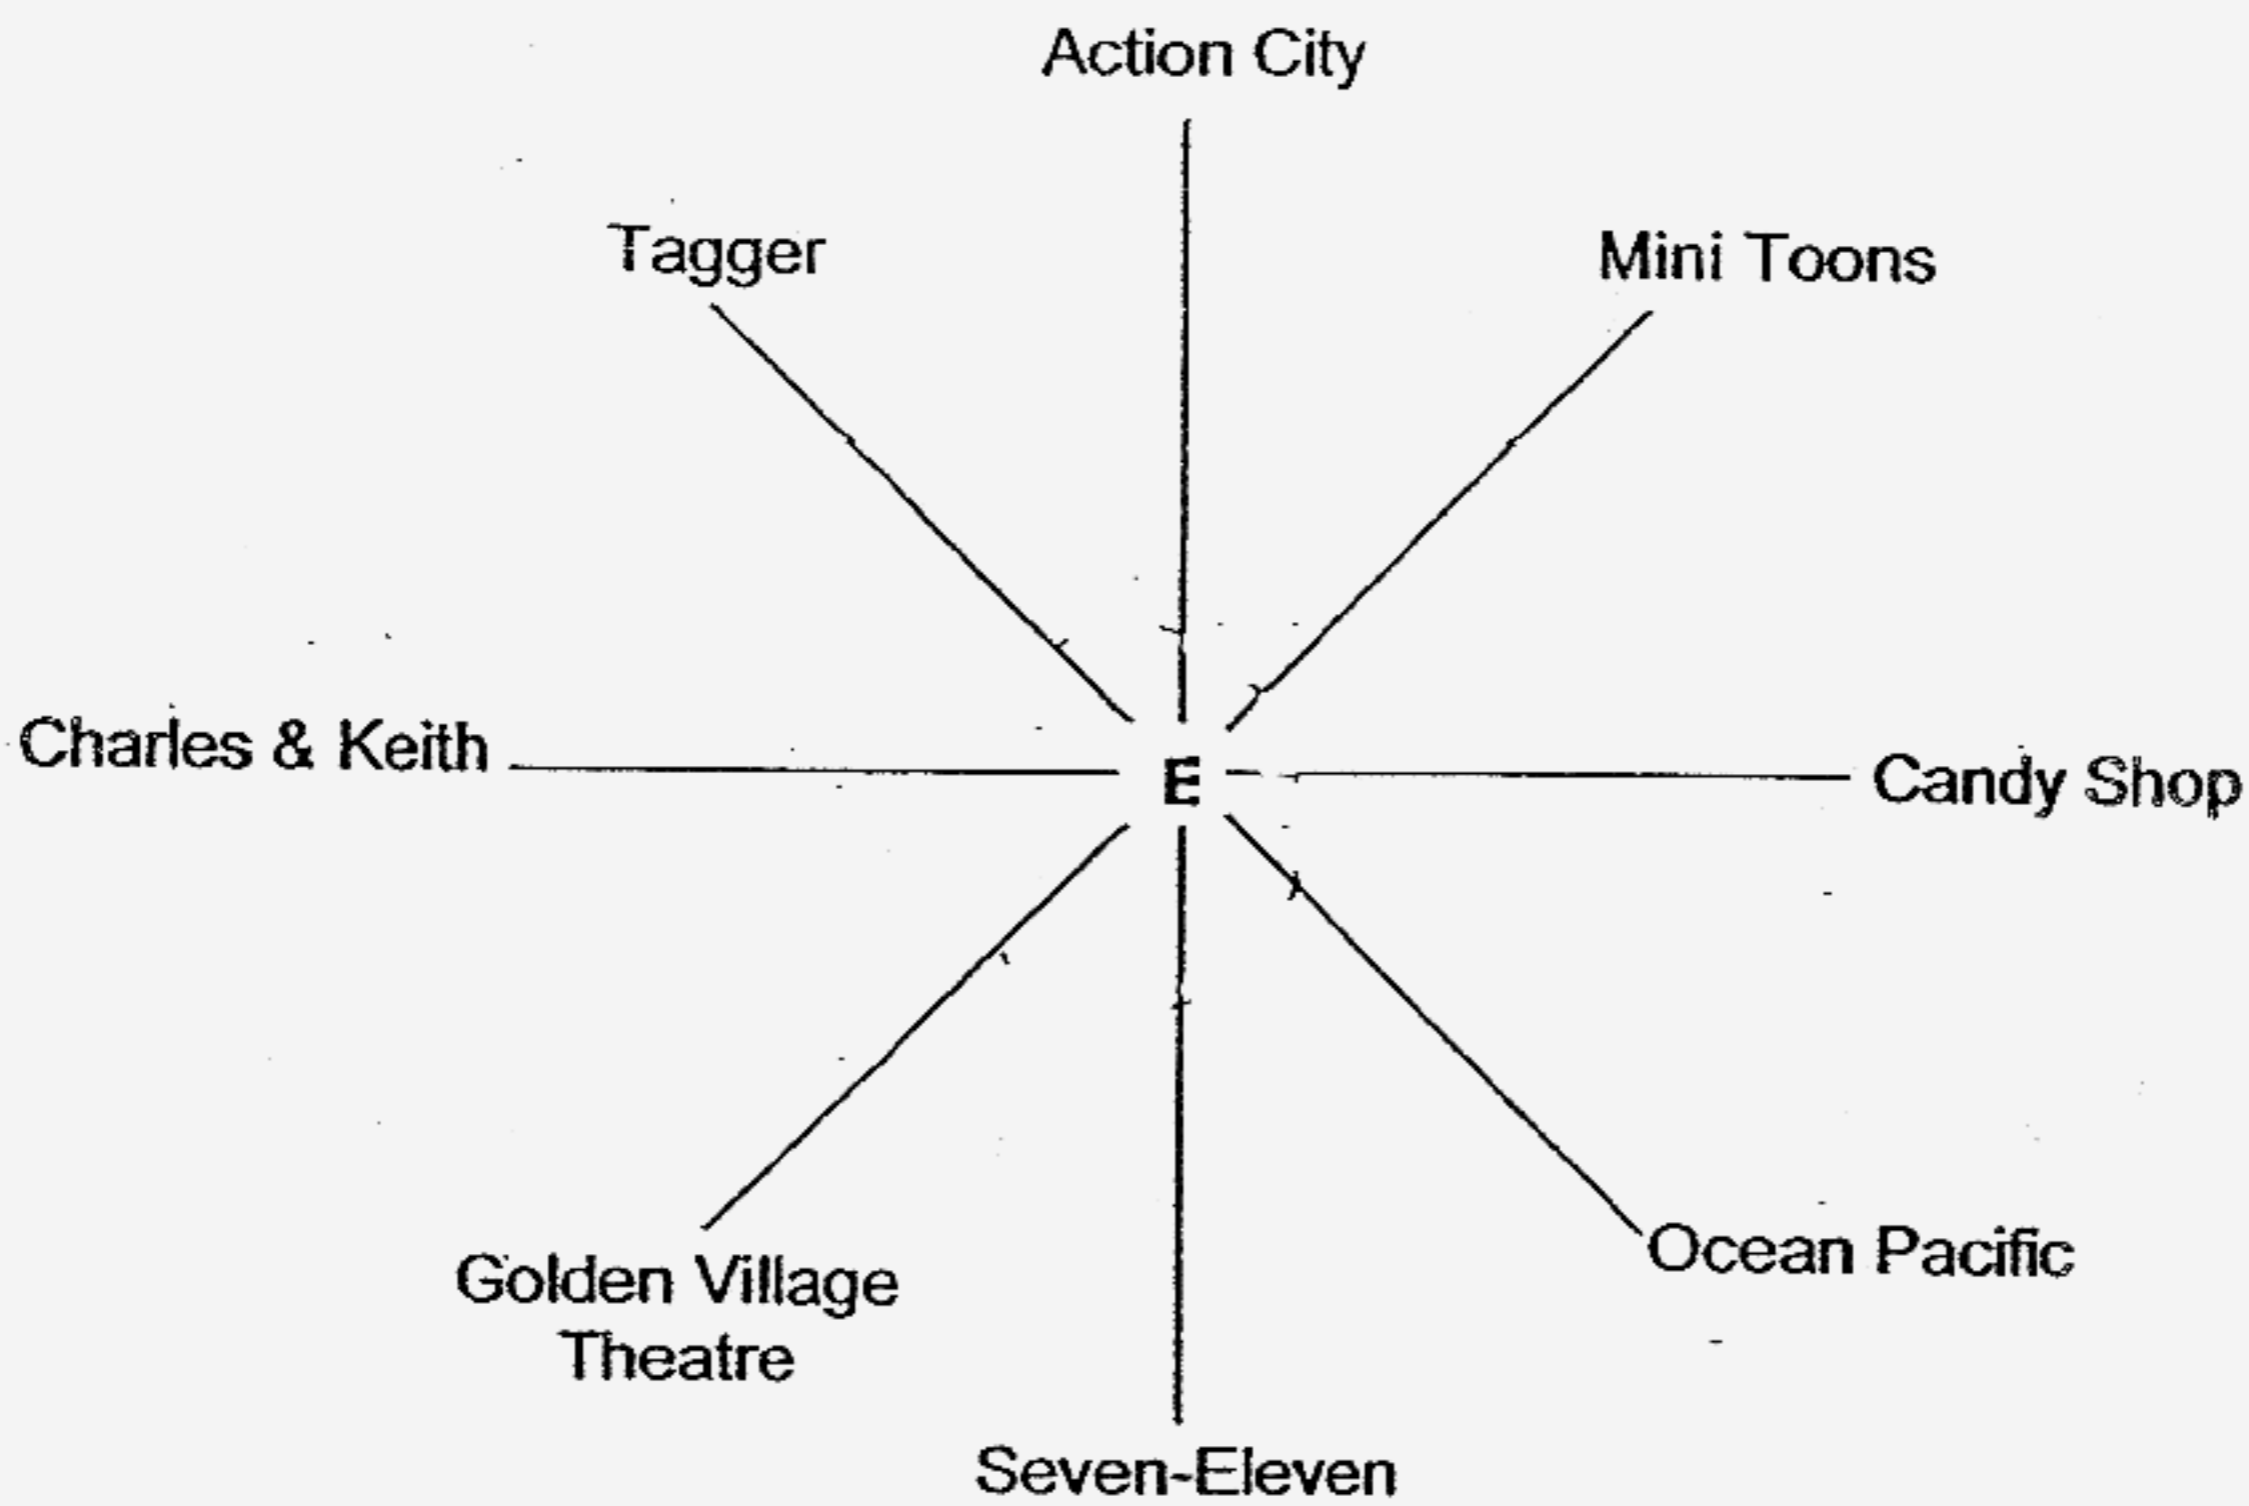 Action City
Tagger
Mini Toons
Charles & Keith
E
Candy Shop
Golden Village
Theatre
Ocean Pacific
Seven-Eleven